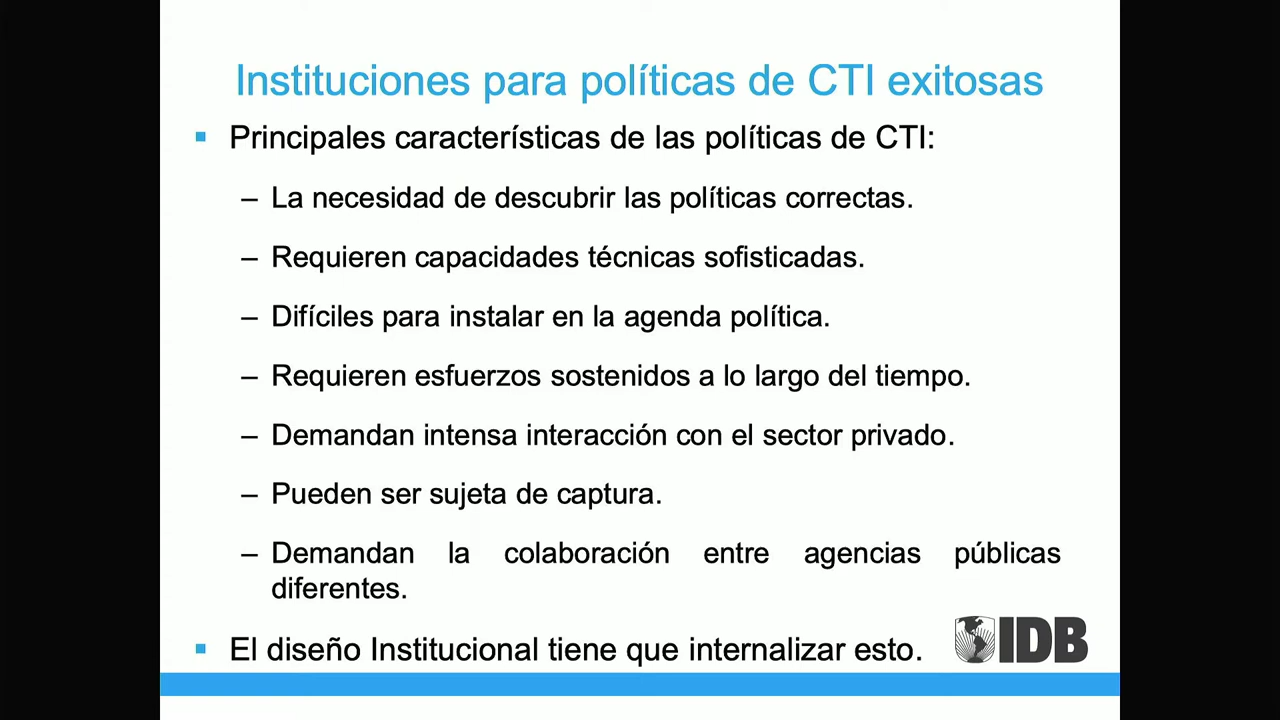 Instituciones para políticas de CTI exitosas
▪ Principales características de las políticas de CTI:
– La necesidad de descubrir las políticas correctas.
– Requieren capacidades técnicas sofisticadas.
– Difíciles para instalar en la agenda política.
– Requieren esfuerzos sostenidos a lo largo del tiempo.
– Demandan intensa interacción con el sector privado.
– Pueden ser sujeta de captura.
– Demandan la colaboración entre agencias públicas
diferentes.
▪ El diseño Institucional tiene que internalizar esto.
IDB